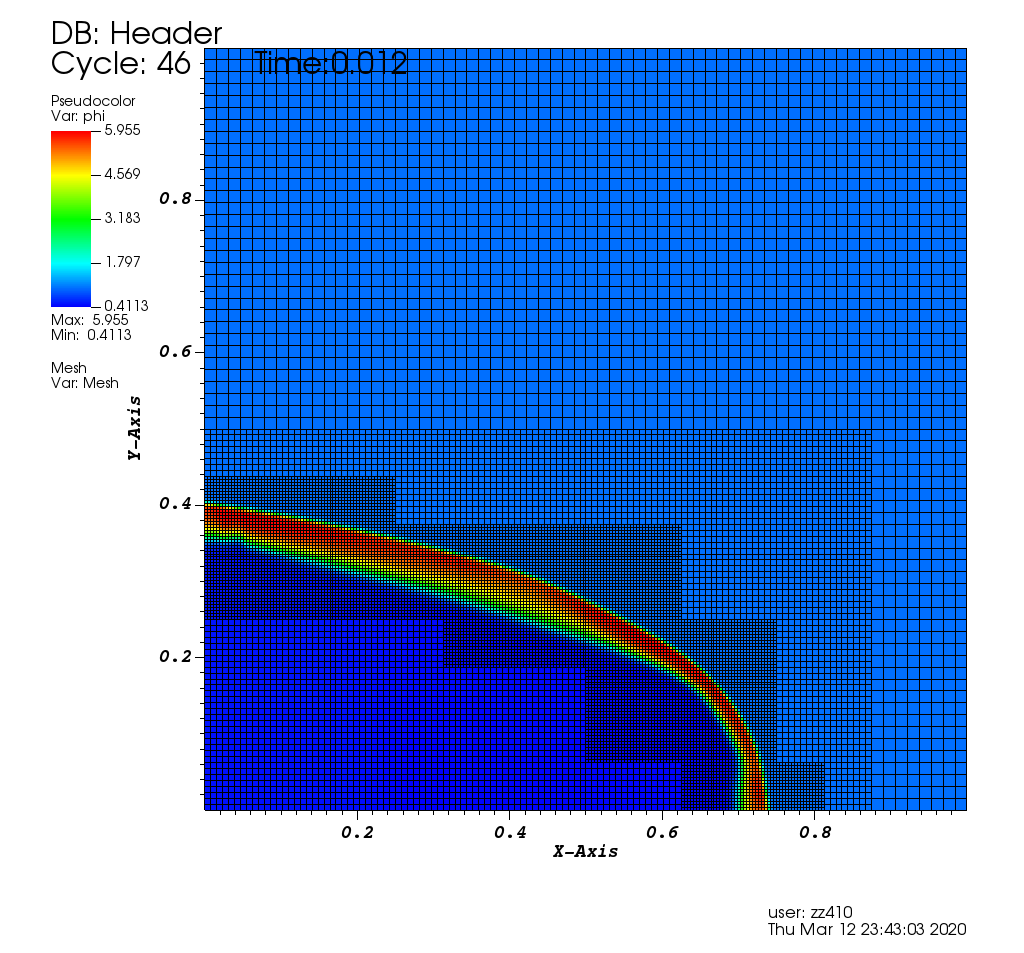 DB: Header
Cycle: 46 Time:0.012
Pseudocolor
Var: phi
5.955
4.569
3.183
1.797
0.4113
Max: 5.955
Min: 0.4113
Mesh
Var: Mesh
Y-Axis
0.8
0.6
0.4
0.2
0.2 0.4 0.6 0.8
X-Axis
user: zz410
Thu Mar 12 23:43:03 2020